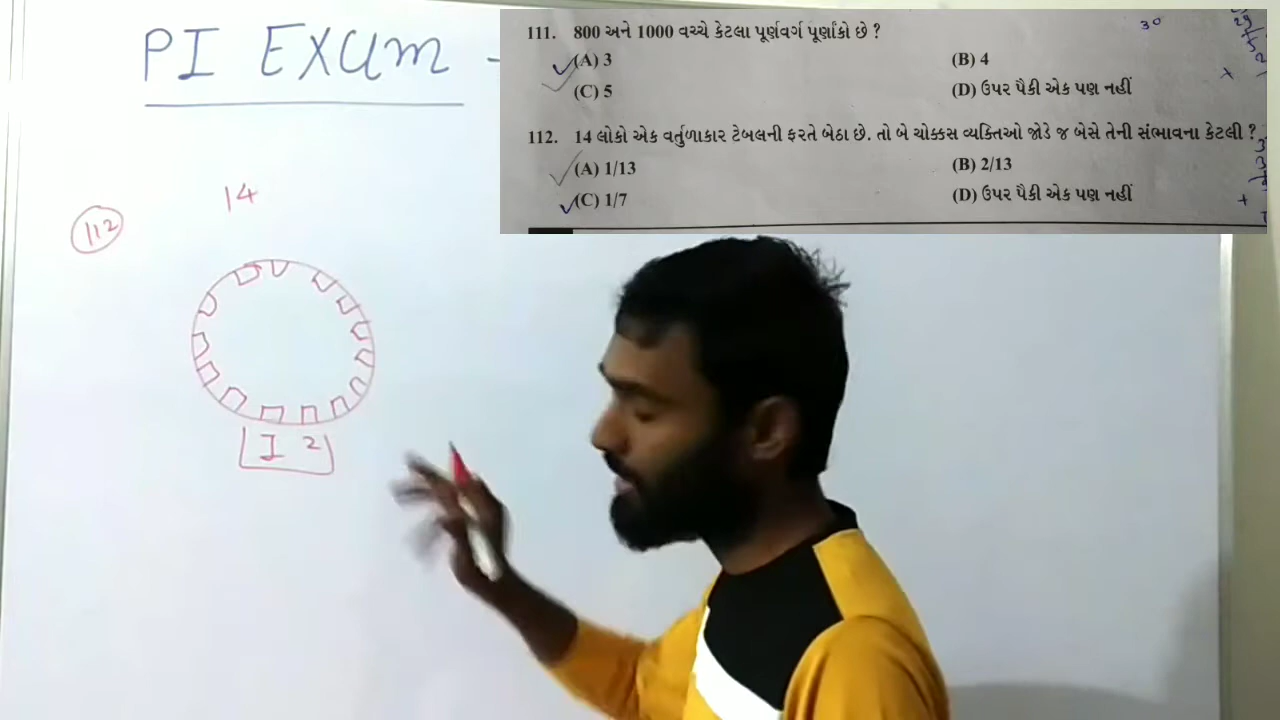 PI EXAM -
111. 800 અને 1000 વચ્ચે કેટલા પૂર્ણવર્ગ પૂર્ણાંકો છે ?
(A) 3 (B) 4
(C) 5 (D) ઉપર પૈકી એક પણ નહીં
112. 14 લોકો એક વર્તુળાકાર ટેબલની ફરતે બેઠા છે. તો બે ચોક્કસ વ્યક્તિઓ જોડે જ બેસે તેની સંભાવના કેટલી ?
(A) 1/13 (B) 2/13
(C) 1/7 (D) ઉપર પૈકી એક પણ નહીં
30
14
112
I 2